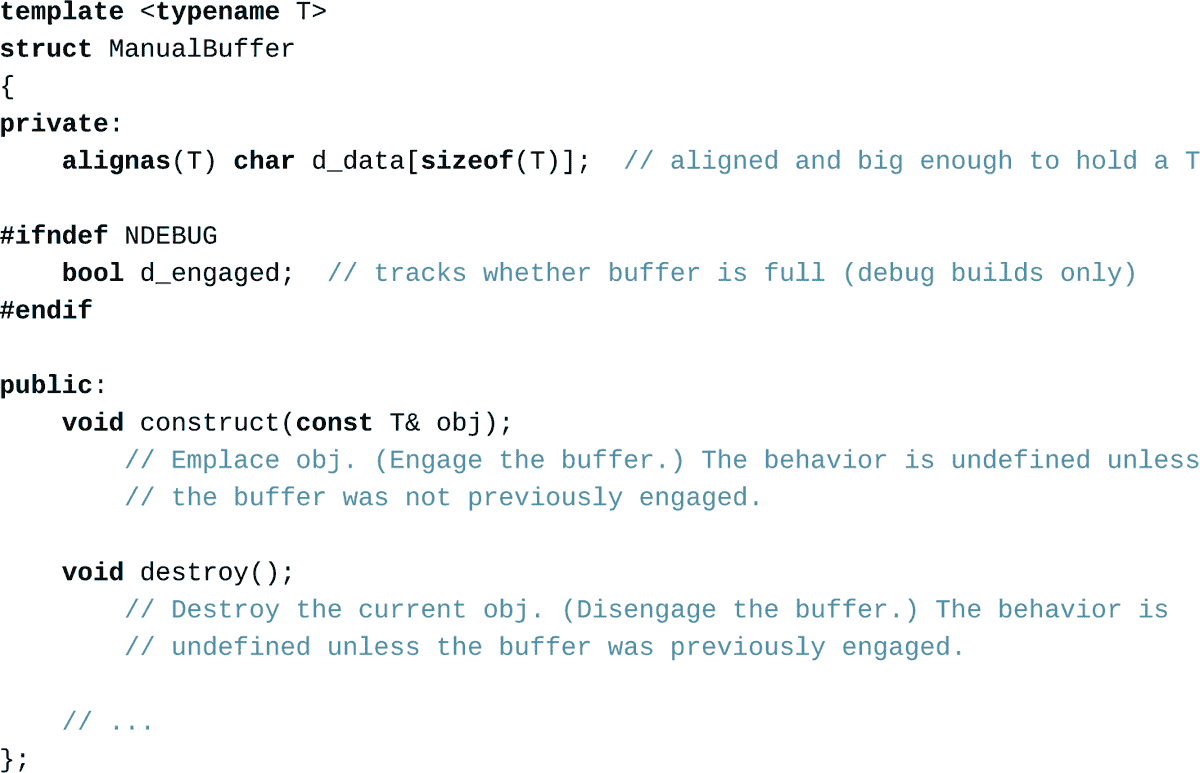 template <typename T>
struct ManualBuffer
{
private:
    alignas(T) char d_data[sizeof(T)];  // aligned and big enough to hold a T

#ifndef NDEBUG
    bool d_engaged;  // tracks whether buffer is full (debug builds only)
#endif

public:
    void construct(const T& obj);
        // Emplace obj. (Engage the buffer.) The behavior is undefined unless
        // the buffer was not previously engaged.

    void destroy();
        // Destroy the current obj. (Disengage the buffer.) The behavior is
        // undefined unless the buffer was previously engaged.

    // ...
};